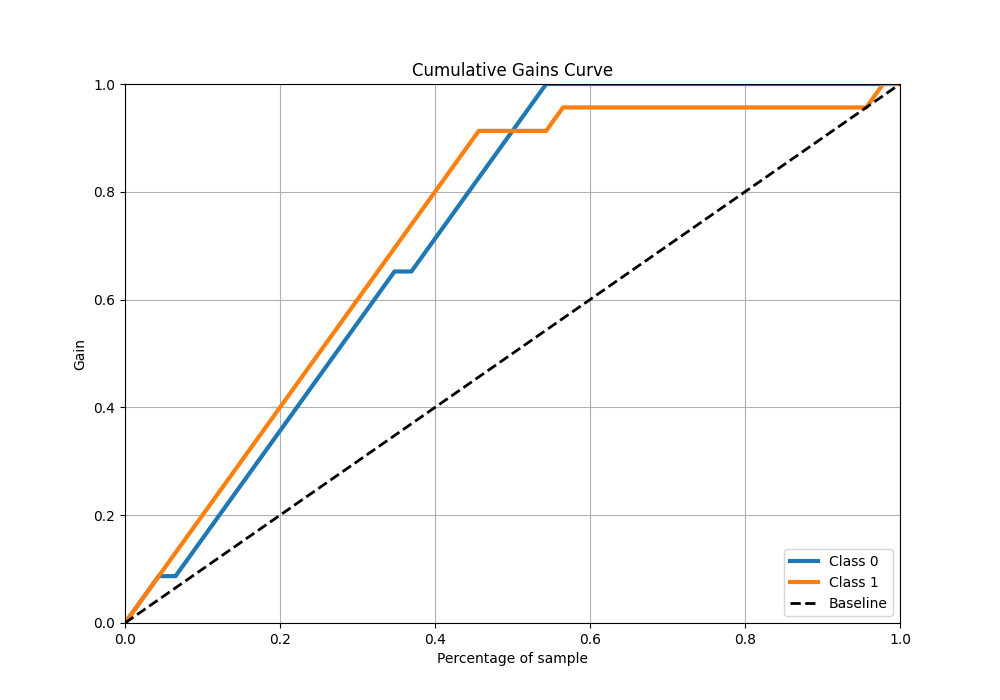 Cumulative Gains Curve
1.0
0.8
0.6
0.4
0.2
0.0
Gain
0.0 0.2 0.4 0.6 0.8 1.0
Percentage of sample
Class 0
Class 1
Baseline